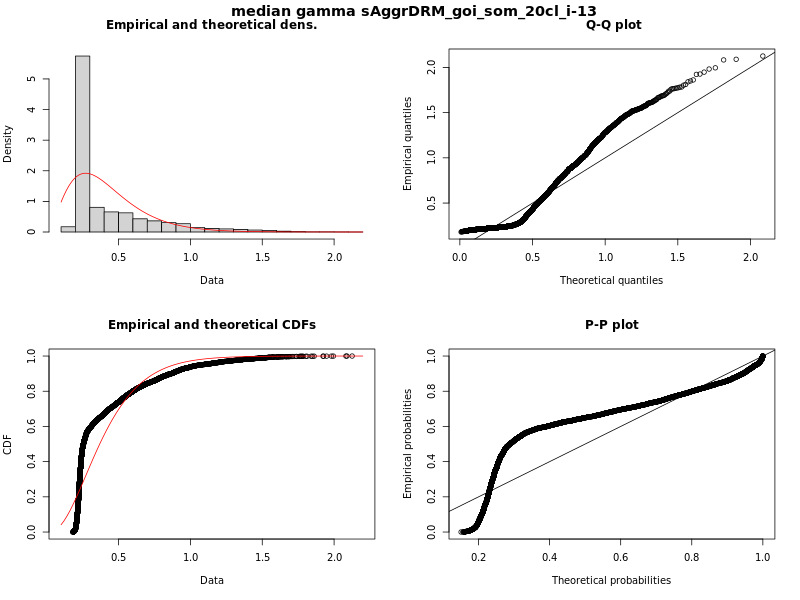 median gamma sAggrDRM_goi_som_20cl_i-13
Empirical and theoretical dens.
Density
0 1 2 3 4 5
0.5 1.0 1.5 2.0
Data
Q-Q plot
Empirical quantiles
0.5 1.0 1.5 2.0
0.0 0.5 1.0 1.5 2.0
Theoretical quantiles
Empirical and theoretical CDFs
CDF
0.0 0.2 0.4 0.6 0.8 1.0
0.5 1.0 1.5 2.0
Data
P-P plot
Empirical probabilities
0.0 0.2 0.4 0.6 0.8 1.0
0.2 0.4 0.6 0.8 1.0
Theoretical probabilities